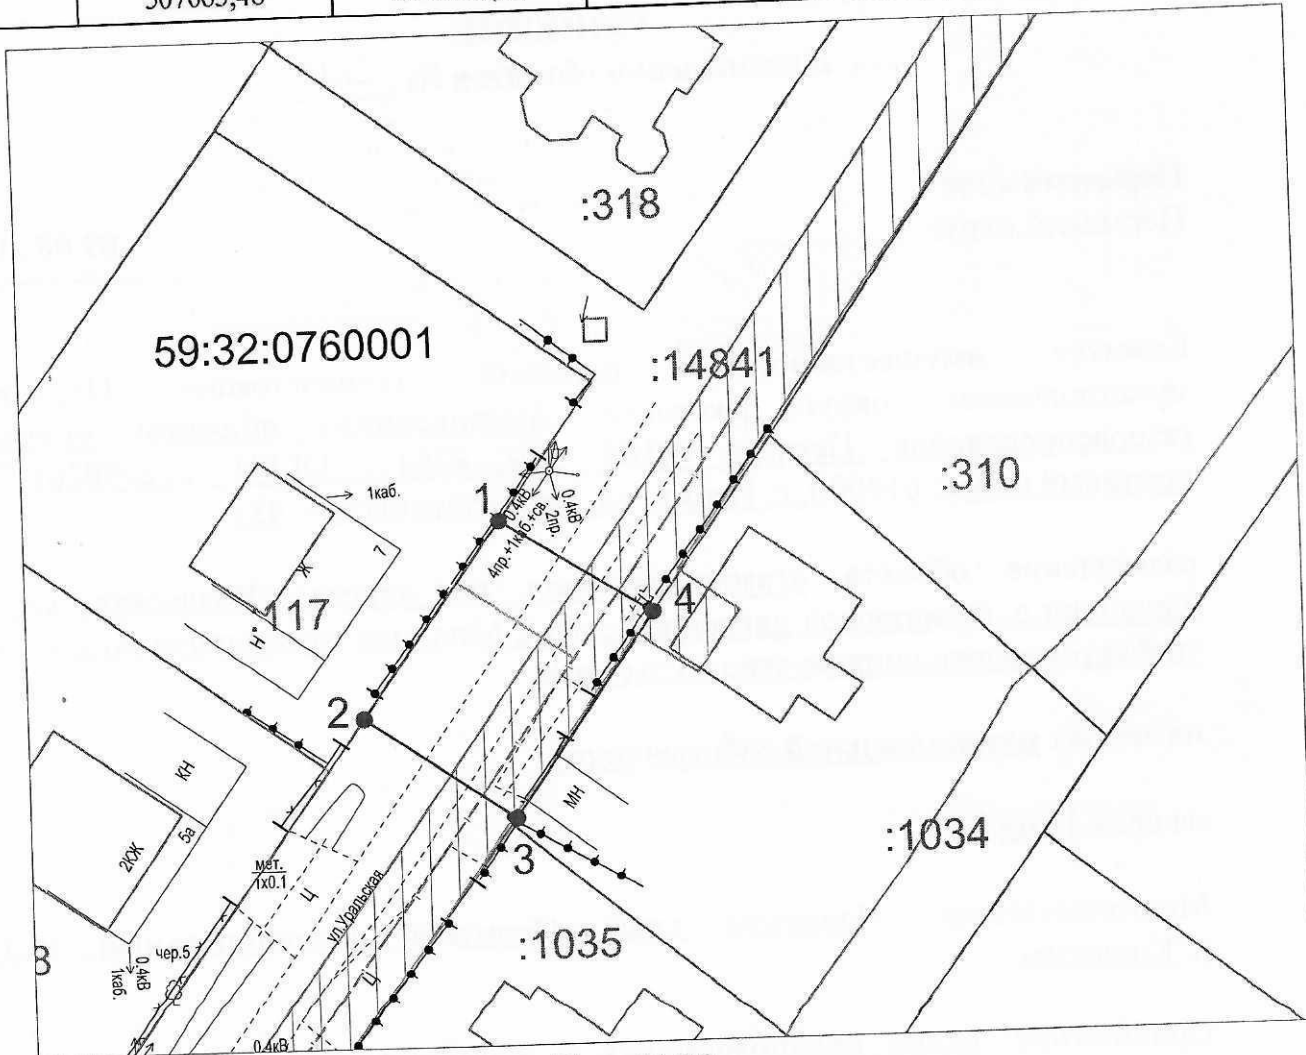 :318
59:32:0760001
:14841
:310
1каб.
1
0.4кВ
4пр.+1каб.+св.
2пр.
0.4кВ
7
Ж
Н
:117
4
2
КН
5а
2КЖ
мет.
1х0.1
МН
3
:1034
Ц
ул.Уральская
:1035
Ц
чер.5
8
0.4кВ
1каб.
0.4кВ